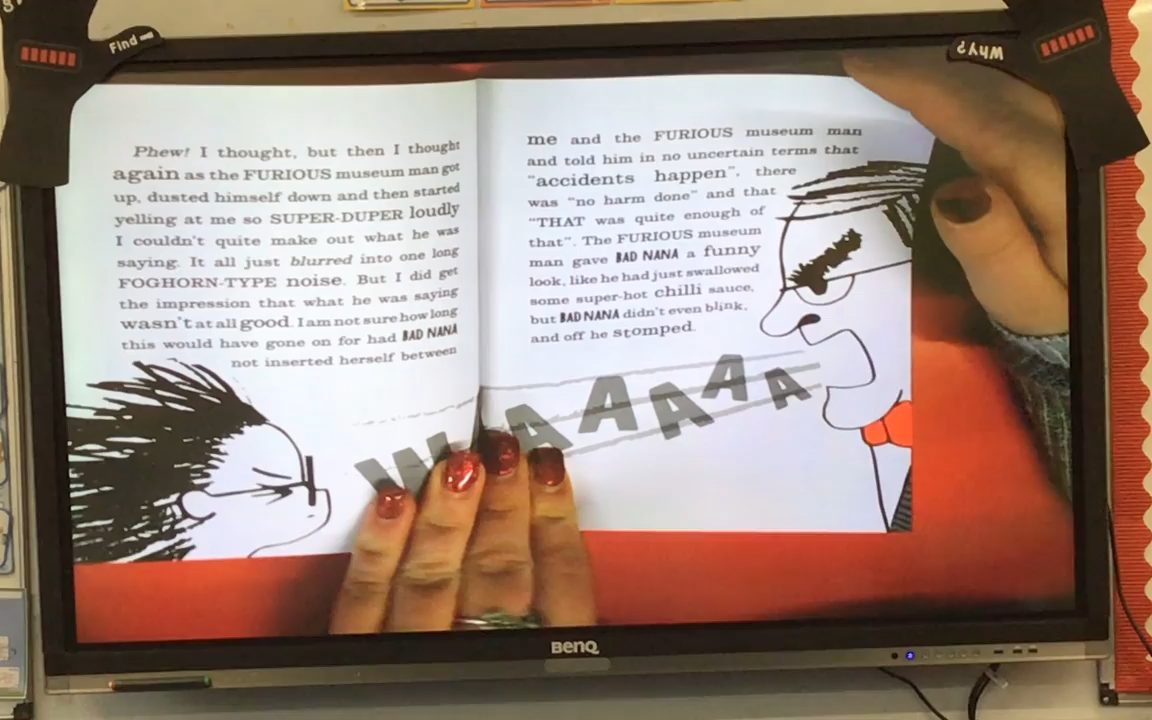 Find
Why?
Phew! I thought, but then I thought
again as the FURIOUS museum man got
up, dusted himself down and then started
yelling at me so SUPER-DUPER loudly
I couldn't quite make out what he was
saying. It all just blurred into one long
FOGHORN-TYPE noise. But I did get
the impression that what he was saying
wasn't at all good. I am not sure how long
this would have gone on for had BAD NANA
not inserted herself between
me and the FURIOUS museum man
and told him in no uncertain terms that
"accidents happen", there
was "no harm done" and that
"THAT was quite enough of
that". The FURIOUS museum
man gave BAD NANA a funny
look, like he had just swallowed
some super-hot chilli sauce,
but BAD NANA didn't even blink,
and off he stomped.
WAAAAA
BenQ